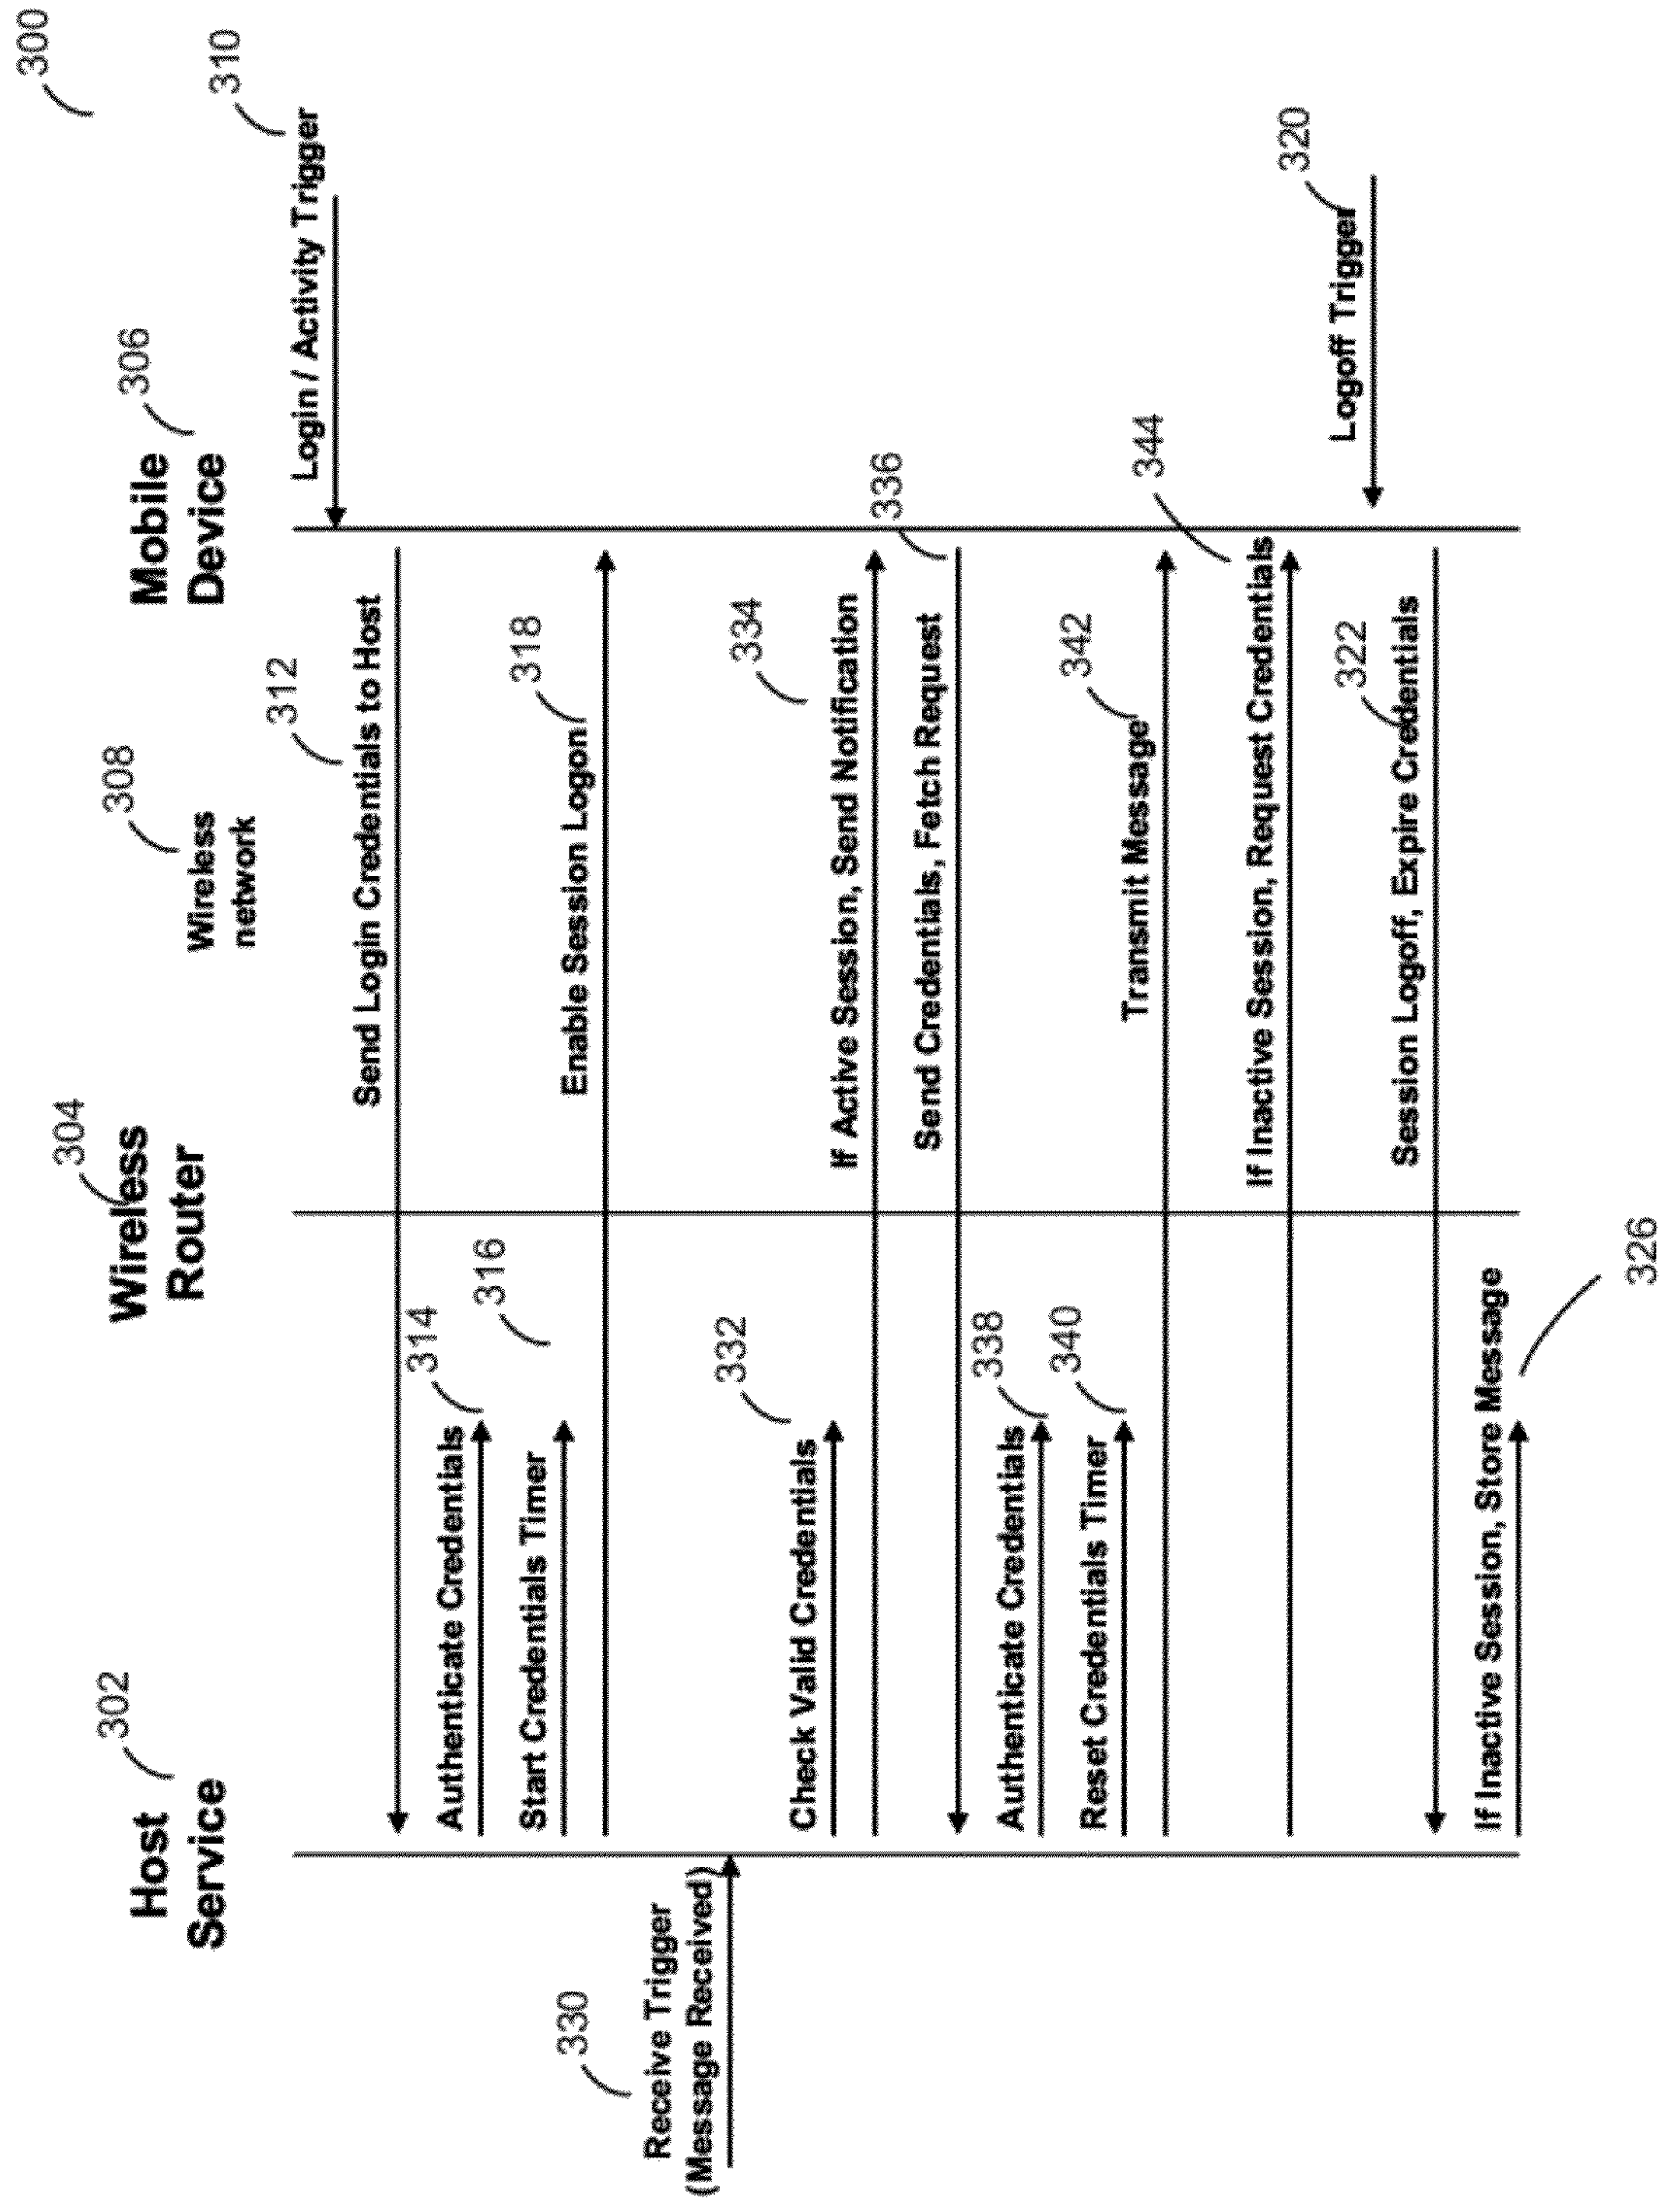 300
302
Host
Service
304
Wireless
Router
308
Wireless
network
306
Mobile
Device
310
Login / Activity Trigger
312
Send Login Credentials to Host
314
Authenticate Credentials
316
Start Credentials Timer
318
Enable Session Logon
330
Receive Trigger
(Message Received)
332
Check Valid Credentials
334
If Active Session, Send Notification
336
Send Credentials, Fetch Request
338
Authenticate Credentials
340
Reset Credentials Timer
342
Transmit Message
344
If Inactive Session, Request Credentials
320
Logoff Trigger
322
Session Logoff, Expire Credentials
If Inactive Session, Store Message
326